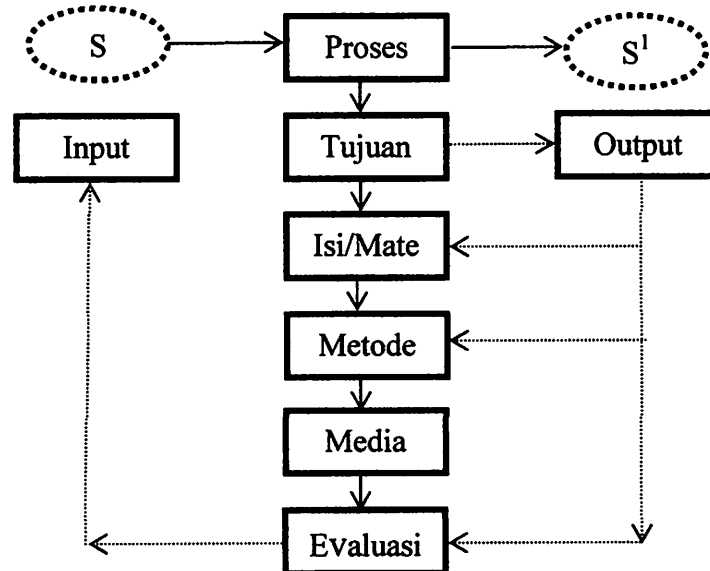 S
Proses
S¹
Input
Tujuan
Output
Isi/Mate
Metode
Media
Evaluasi